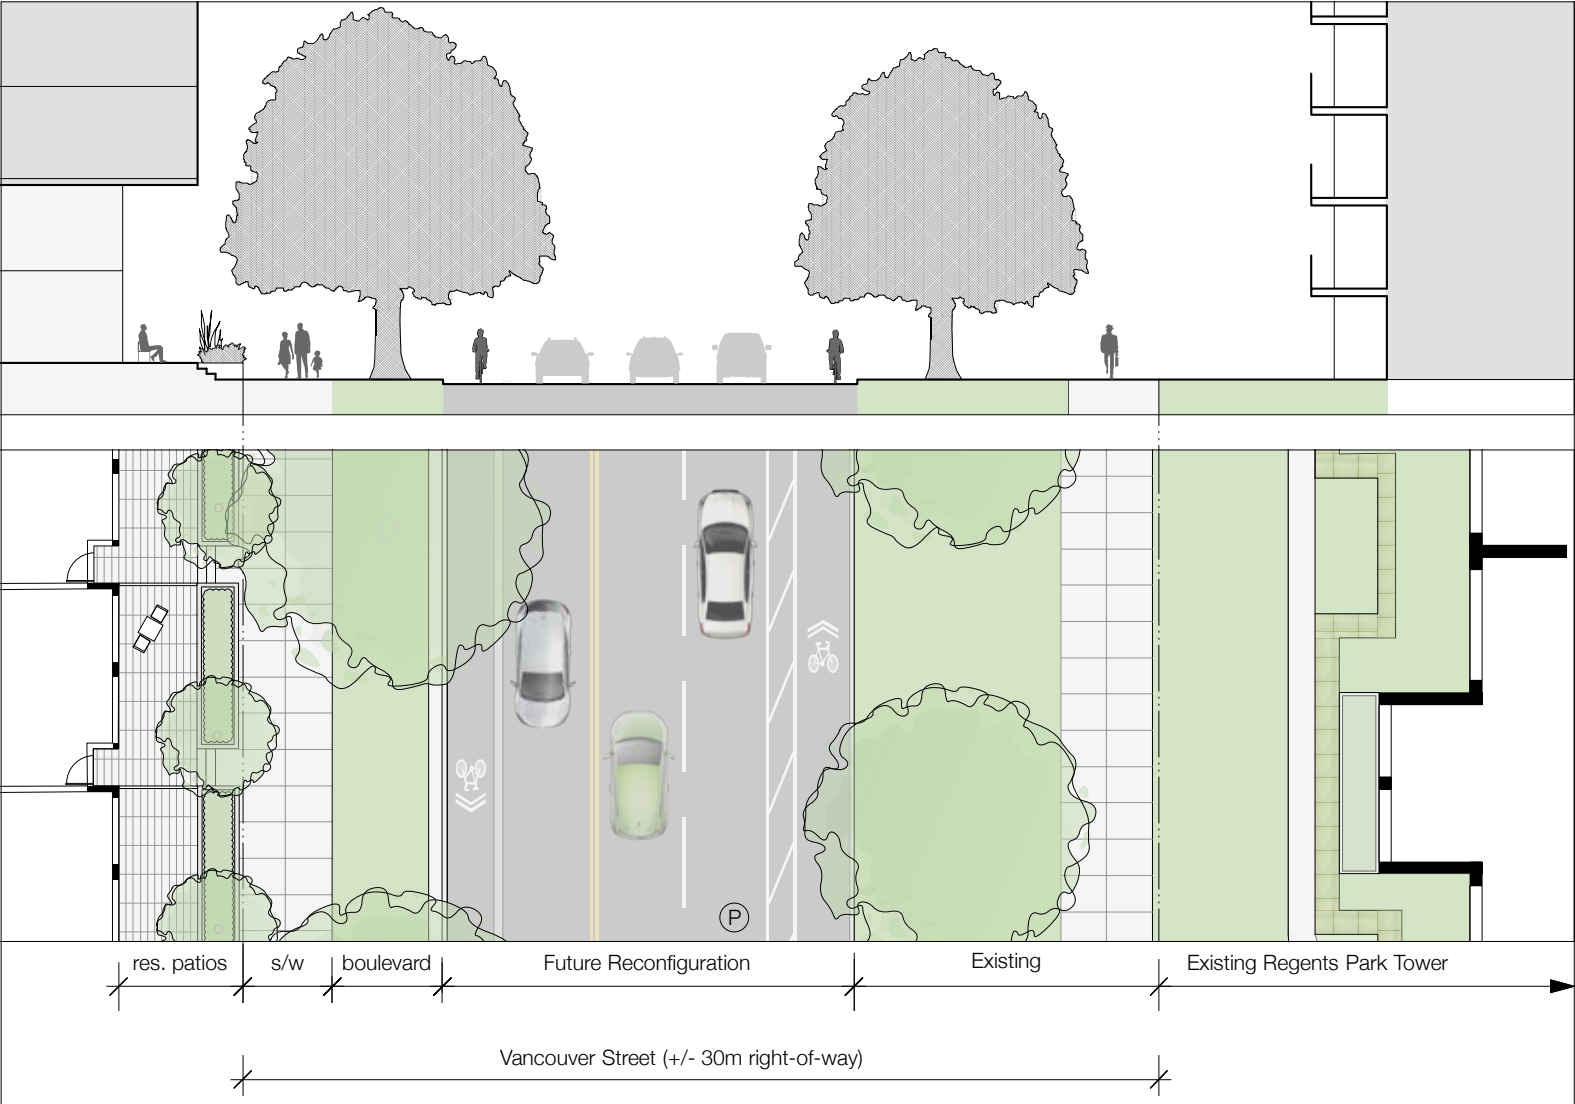 P
res. patios
s/w
boulevard
Future Reconfiguration
Existing
Existing Regents Park Tower
Vancouver Street (+/- 30m right-of-way)